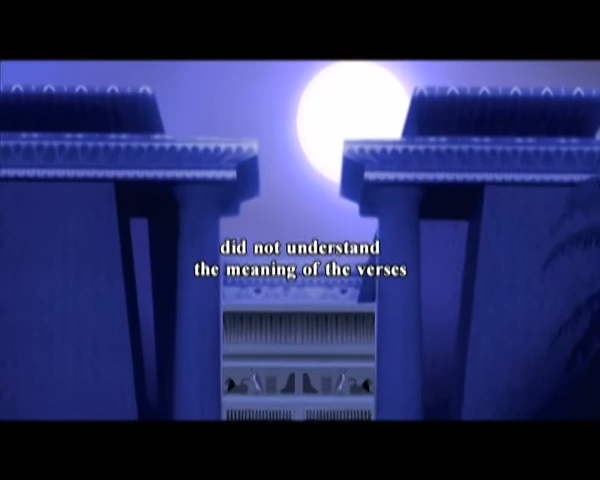 did not understand
the meaning of the verses